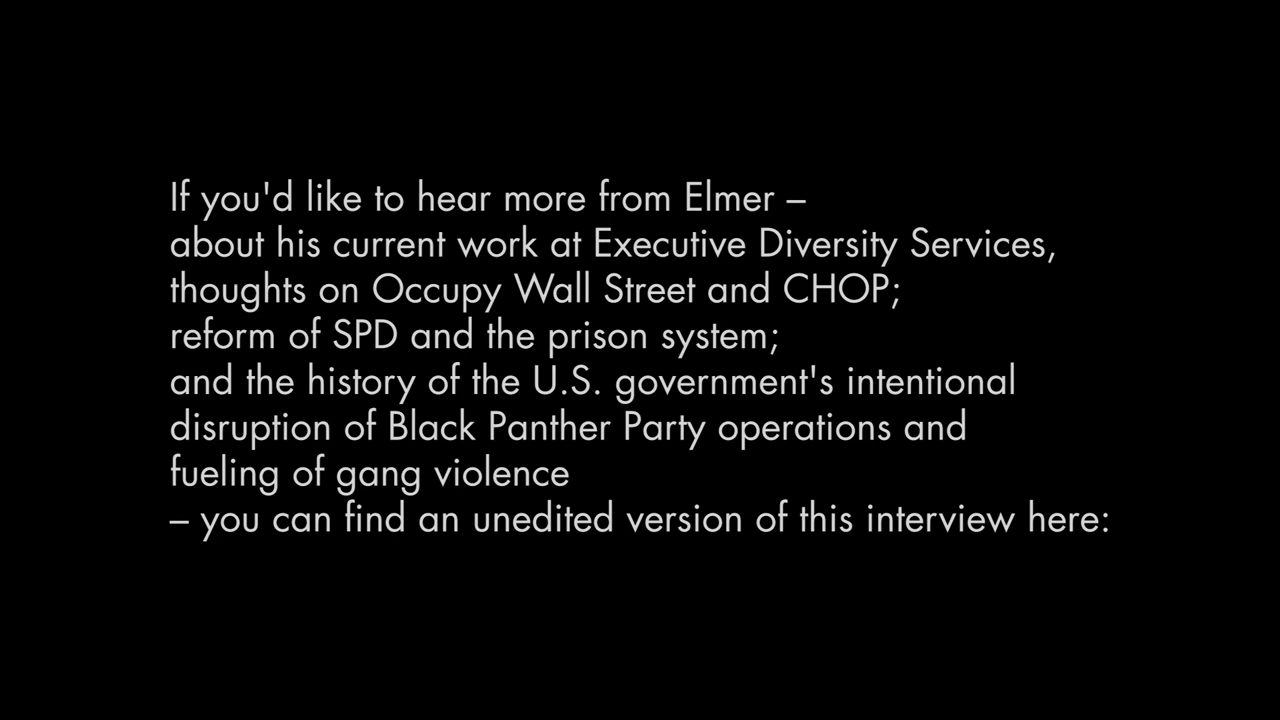 If you'd like to hear more from Elmer –
about his current work at Executive Diversity Services,
thoughts on Occupy Wall Street and CHOP;
reform of SPD and the prison system;
and the history of the U.S. government's intentional
disruption of Black Panther Party operations and
fueling of gang violence
– you can find an unedited version of this interview here: